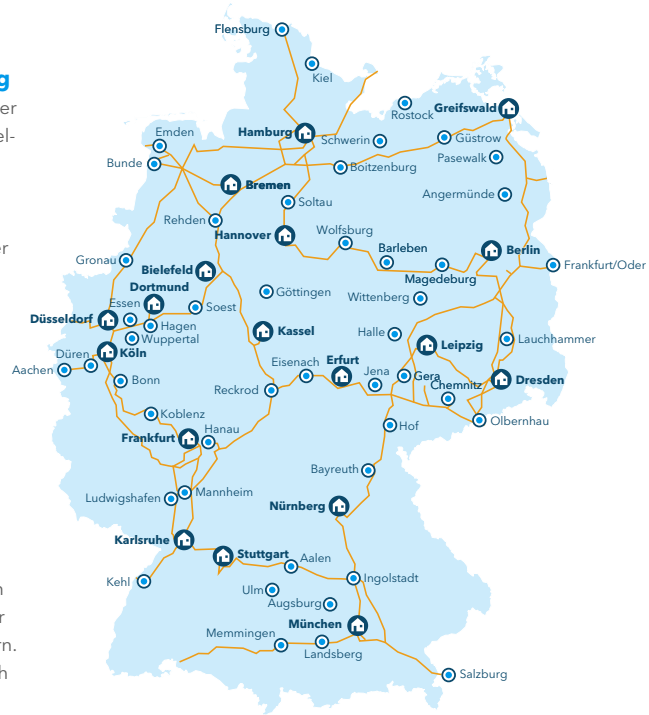 g
er
el-
r
n
r
rn.
h
Flensburg
Kiel
Rostock
Greifswald
Emden
Hamburg
Schwerin
Güstrow
Bunde
Pasewalk
Boitzenburg
Bremen
Angermünde
Soltau
Rehden
Wolfsburg
Hannover
Barleben
Berlin
Gronau
Frankfurt/Oder
Bielefeld
Magedeburg
Dortmund
Göttingen
Wittenberg
Essen
Soest
Düsseldorf
Hagen
Kassel
Halle
Wuppertal
Lauchhammer
Leipzig
Köln
Düren
Eisenach
Erfurt
Aachen
Jena
Gera
Bonn
Chemnitz
Dresden
Reckrod
Koblenz
Olbernhau
Hanau
Hof
Frankfurt
Bayreuth
Mannheim
Ludwigshafen
Nürnberg
Karlsruhe
Stuttgart
Aalen
Kehl
Ingolstadt
Ulm
Augsburg
München
Memmingen
Landsberg
Salzburg